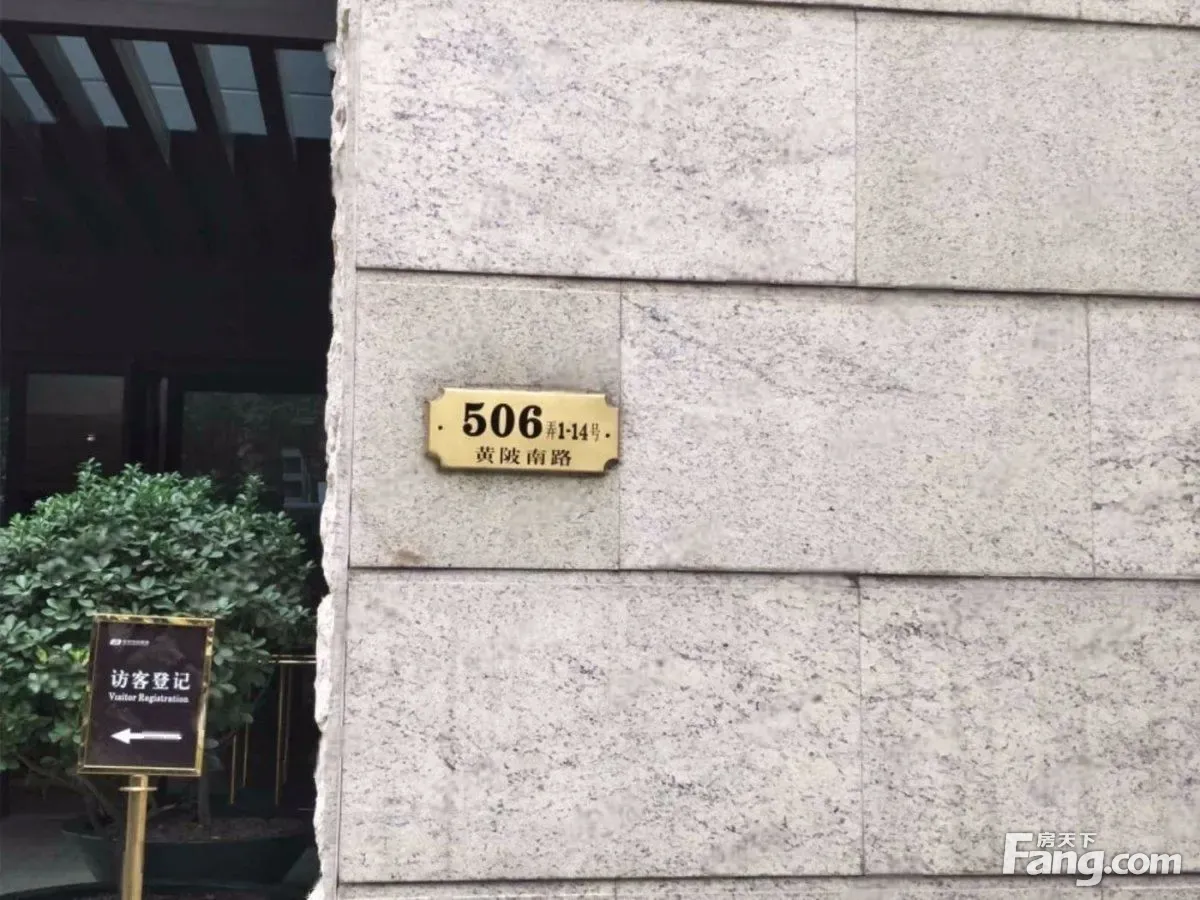 506弄1-14号
黄陂南路
访客登记
Visitor Registration
房天下
Fang.com